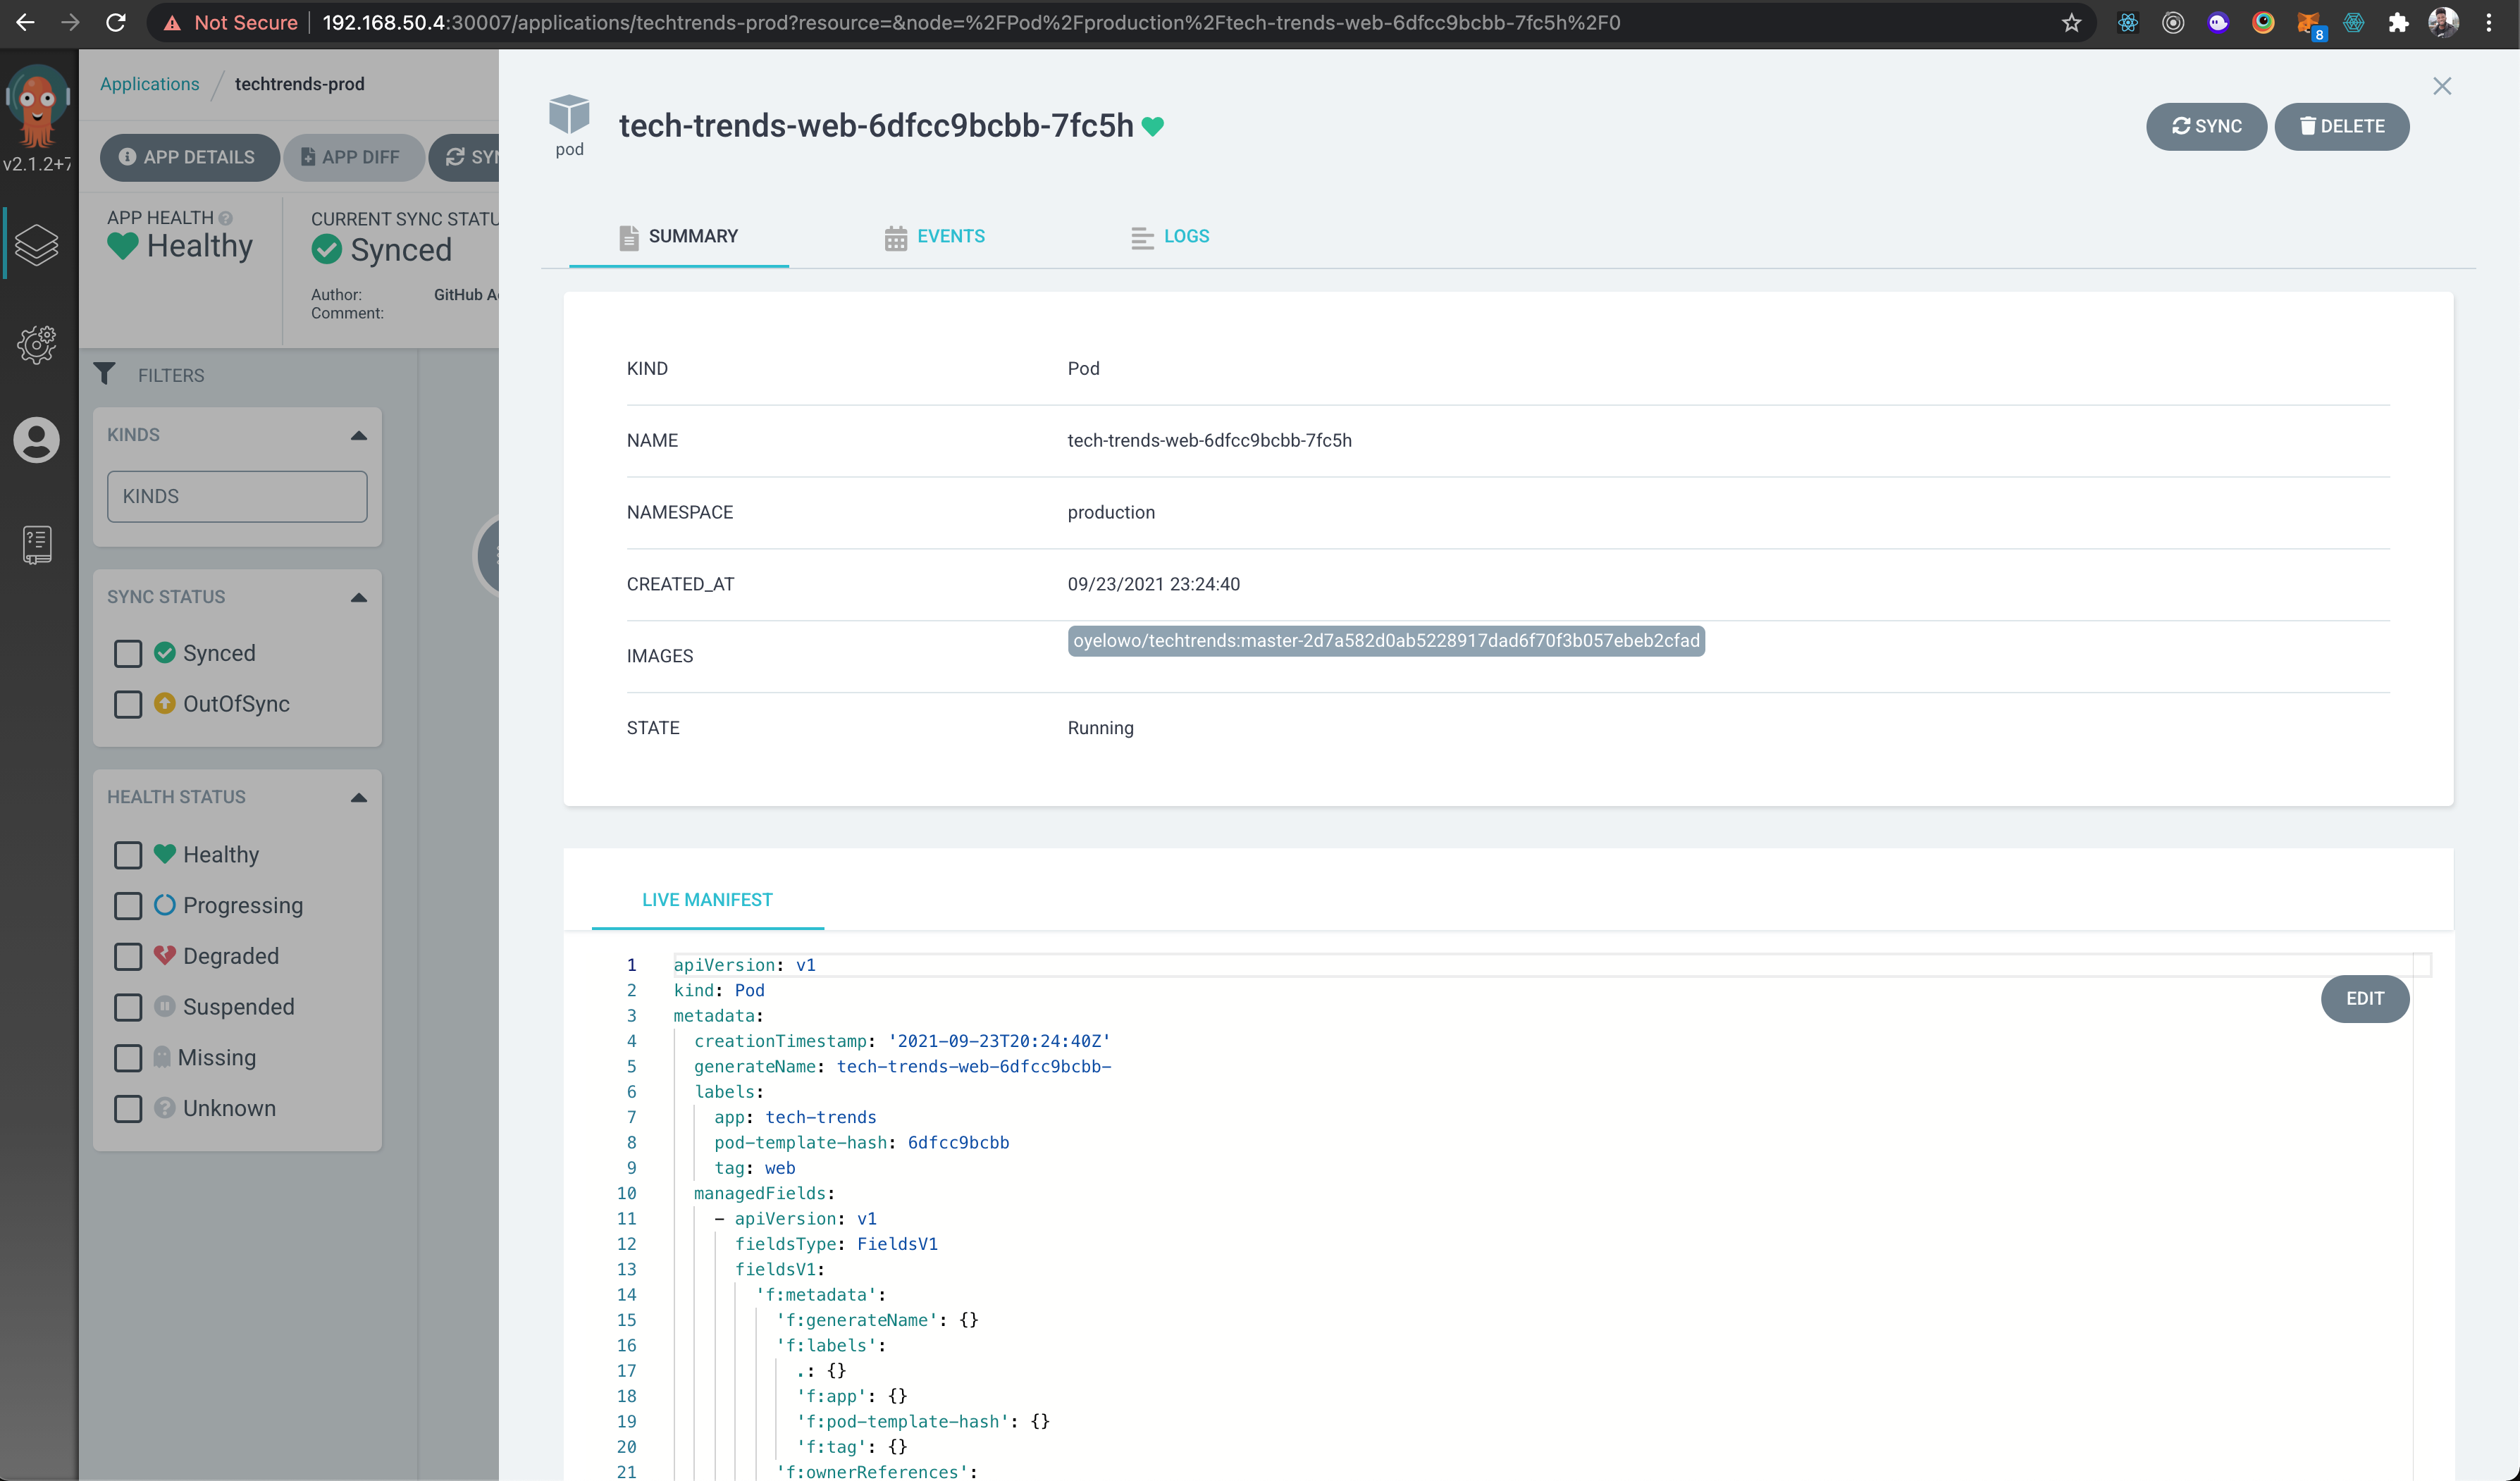 Not Secure 192.168.50.4:30007/applications/techtrends-prod?resource=&node=%2FPod%2Fproduction%2Ftech-trends-web-6dfcc9bcbb-7fc5h%2F0
8
v2.1.2+7
Applications / techtrends-prod
APP DETAILS
APP DIFF
SYN
APP HEALTH
Healthy
CURRENT SYNC STATU
Synced
Author: GitHub A
Comment:
FILTERS
KINDS
KINDS
SYNC STATUS
Synced
OutOfSync
HEALTH STATUS
Healthy
Progressing
Degraded
Suspended
Missing
Unknown
pod
tech-trends-web-6dfcc9bcbb-7fc5h
SYNC
DELETE
SUMMARY
EVENTS
LOGS
KIND Pod
NAME tech-trends-web-6dfcc9bcbb-7fc5h
NAMESPACE production
CREATED_AT 09/23/2021 23:24:40
IMAGES oyelowo/techtrends:master-2d7a582d0ab5228917dad6f70f3b057ebeb2cfad
STATE Running
LIVE MANIFEST
EDIT
1 apiVersion: v1
2 kind: Pod
3 metadata:
4 creationTimestamp: '2021-09-23T20:24:40Z'
5 generateName: tech-trends-web-6dfcc9bcbb-
6 labels:
7 app: tech-trends
8 pod-template-hash: 6dfcc9bcbb
9 tag: web
10 managedFields:
11 - apiVersion: v1
12 fieldsType: FieldsV1
13 fieldsV1:
14 'f:metadata':
15 'f:generateName': {}
16 'f:labels':
17 .: {}
18 'f:app': {}
19 'f:pod-template-hash': {}
20 'f:tag': {}
21 'f:ownerReferences':